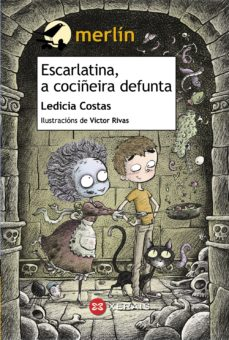 merlín
Escarlatina,
a cociñeira defunta
Ledicia Costas
Ilustracións de Víctor Rivas
XERAIS